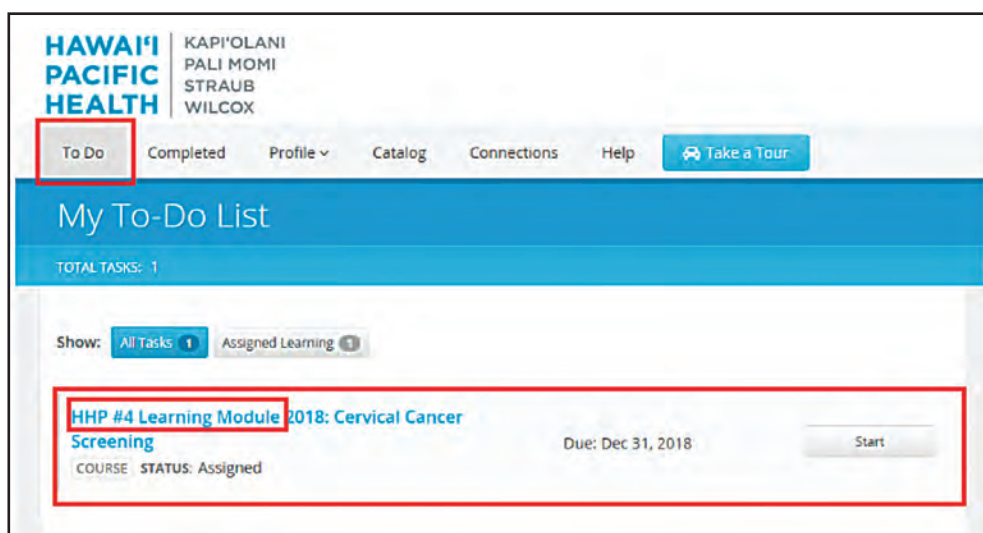 HAWAI‘I
PACIFIC
HEALTH
KAPI'OLANI
PALI MOMI
STRAUB
WILCOX
To Do Completed Profile Catalog Connections Help Take a Tour
My To-Do List
TOTAL TASKS: 1
Show: All Tasks 1 Assigned Learning 1
HHP #4 Learning Module 2018: Cervical Cancer
Screening
Due: Dec 31, 2018 Start
COURSE STATUS: Assigned